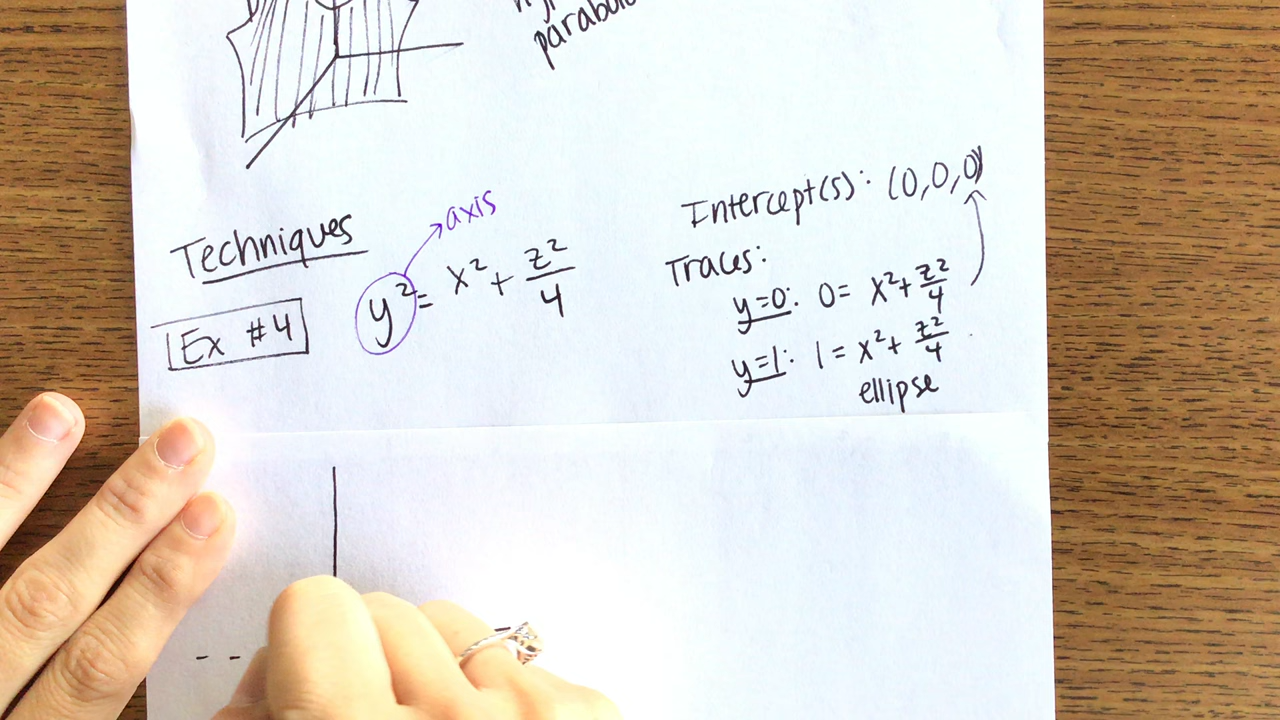 parabolo
Techniques
Ex #4
y² = x² + z²/4
axis
Intercept(s): (0,0,0)
Traces:
y=0: 0 = x² + z²/4
y=1: 1 = x² + z²/4
ellipse